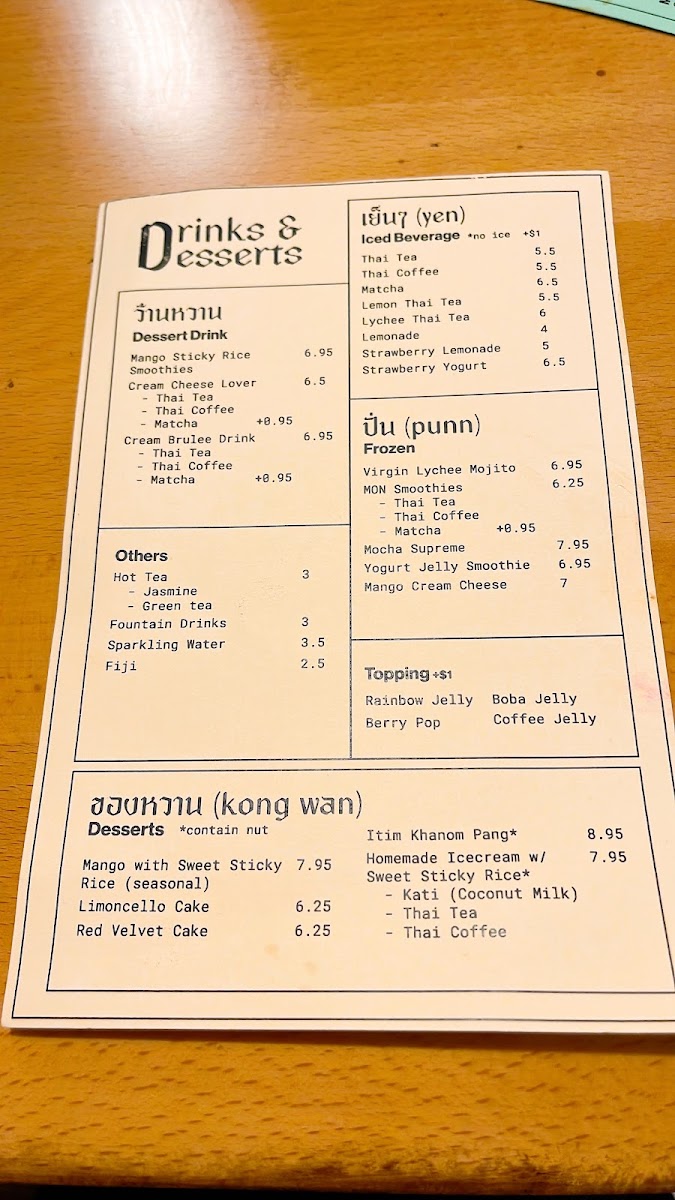 Drinks &
Desserts
ร้านหวาน
Dessert Drink
Mango Sticky Rice 6.95
Smoothies
Cream Cheese Lover 6.5
- Thai Tea
- Thai Coffee
- Matcha +0.95
Cream Brulee Drink 6.95
- Thai Tea
- Thai Coffee
- Matcha +0.95
Others
Hot Tea 3
- Jasmine
- Green tea
Fountain Drinks 3
Sparkling Water 3.5
Fiji 2.5
เย็นๆ (yen)
Iced Beverage *no ice +$1
Thai Tea 5.5
Thai Coffee 5.5
Matcha 6.5
Lemon Thai Tea 5.5
Lychee Thai Tea 6
Lemonade 4
Strawberry Lemonade 5
Strawberry Yogurt 6.5
ปั่น (punn)
Frozen
Virgin Lychee Mojito 6.95
MON Smoothies 6.25
- Thai Tea
- Thai Coffee
- Matcha +0.95
Mocha Supreme 7.95
Yogurt Jelly Smoothie 6.95
Mango Cream Cheese 7
Topping +$1
Rainbow Jelly Boba Jelly
Berry Pop Coffee Jelly
ของหวาน (kong wan)
Desserts *contain nut
Mango with Sweet Sticky 7.95
Rice (seasonal)
Limoncello Cake 6.25
Red Velvet Cake 6.25
Itim Khanom Pang* 8.95
Homemade Icecream w/ 7.95
Sweet Sticky Rice*
- Kati (Coconut Milk)
- Thai Tea
- Thai Coffee